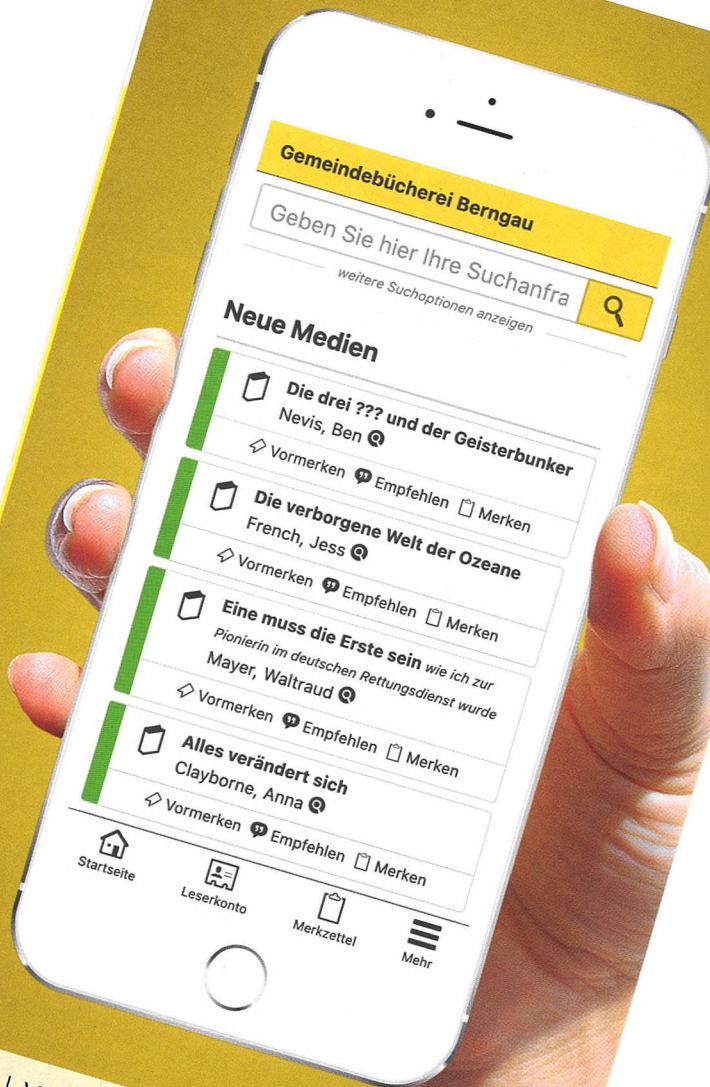 Gemeindebücherei Berngau
Geben Sie hier Ihre Suchanfra
weitere Suchoptionen anzeigen
Neue Medien
Die drei ??? und der Geisterbunker
Nevis, Ben
Vormerken Empfehlen Merken
Die verborgene Welt der Ozeane
French, Jess
Vormerken Empfehlen Merken
Eine muss die Erste sein wie ich zur
Pionierin im deutschen Rettungsdienst wurde
Mayer, Waltraud
Vormerken Empfehlen Merken
Alles verändert sich
Clayborne, Anna
Vormerken Empfehlen Merken
Startseite Leserkonto Merkzettel Mehr